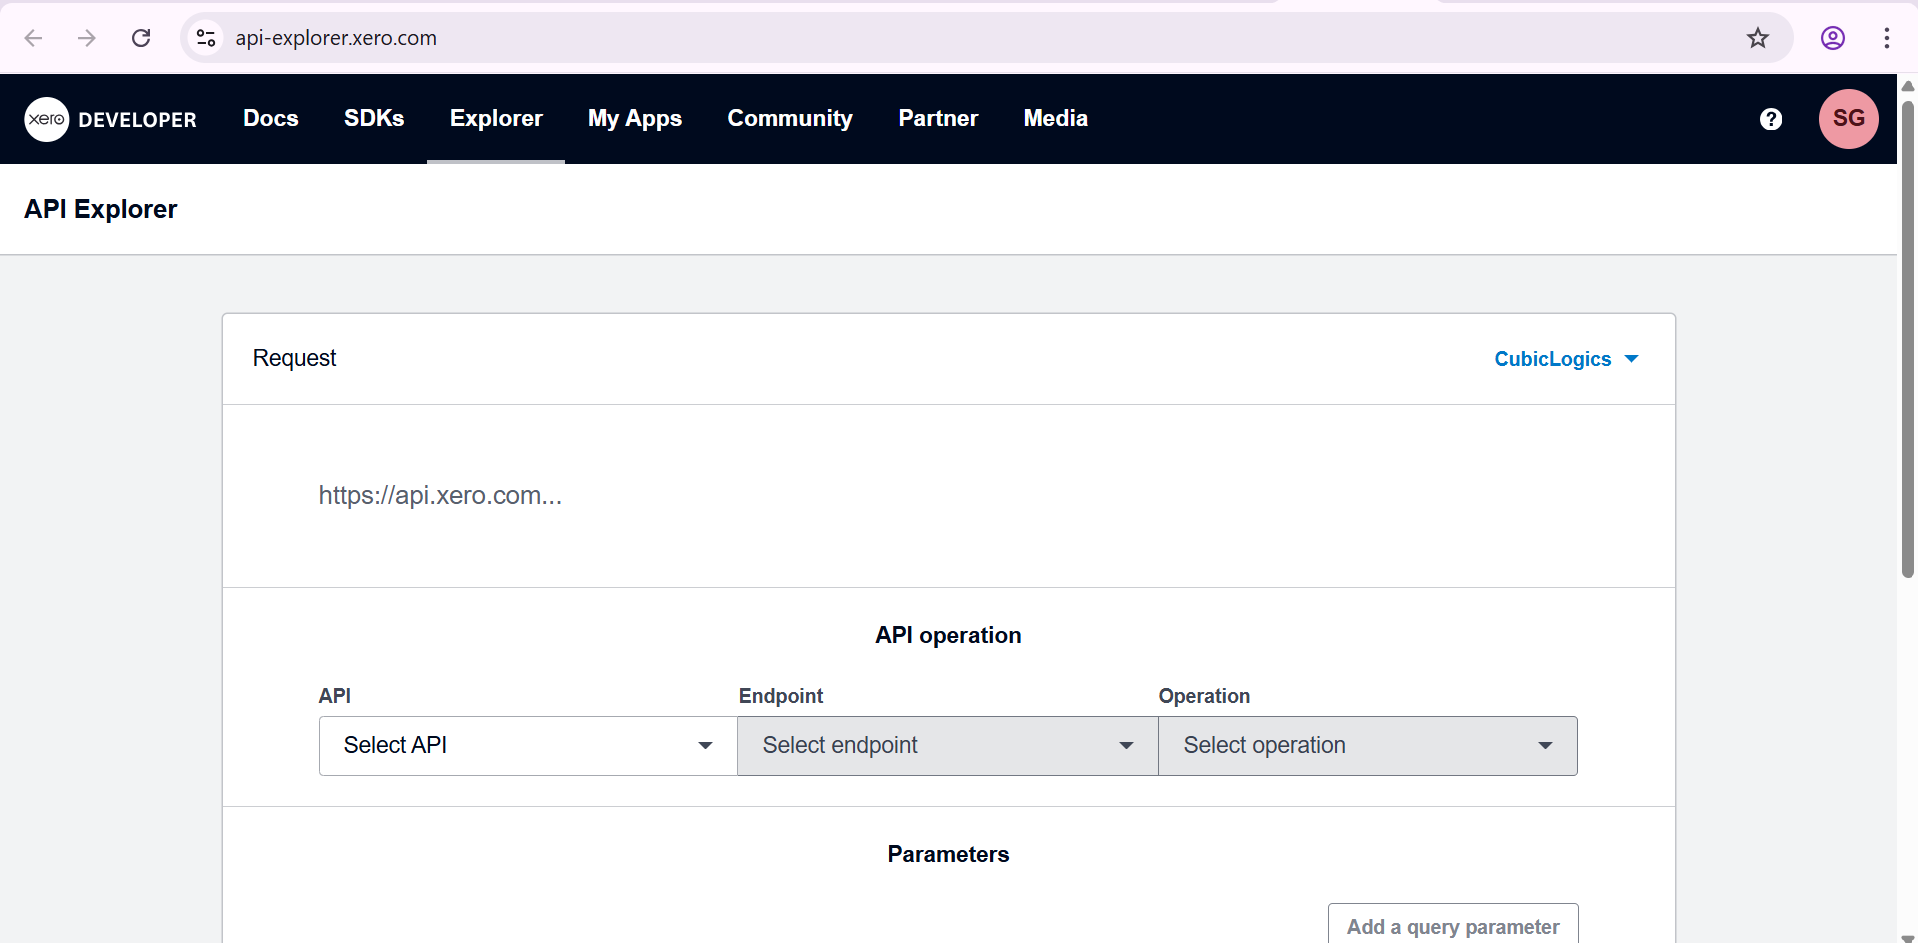 api-explorer.xero.com
xero DEVELOPER Docs SDKs Explorer My Apps Community Partner Media ? SG
API Explorer
Request CubicLogics
https://api.xero.com...
API operation
API Endpoint Operation
Select API Select endpoint Select operation
Parameters
Add a query parameter